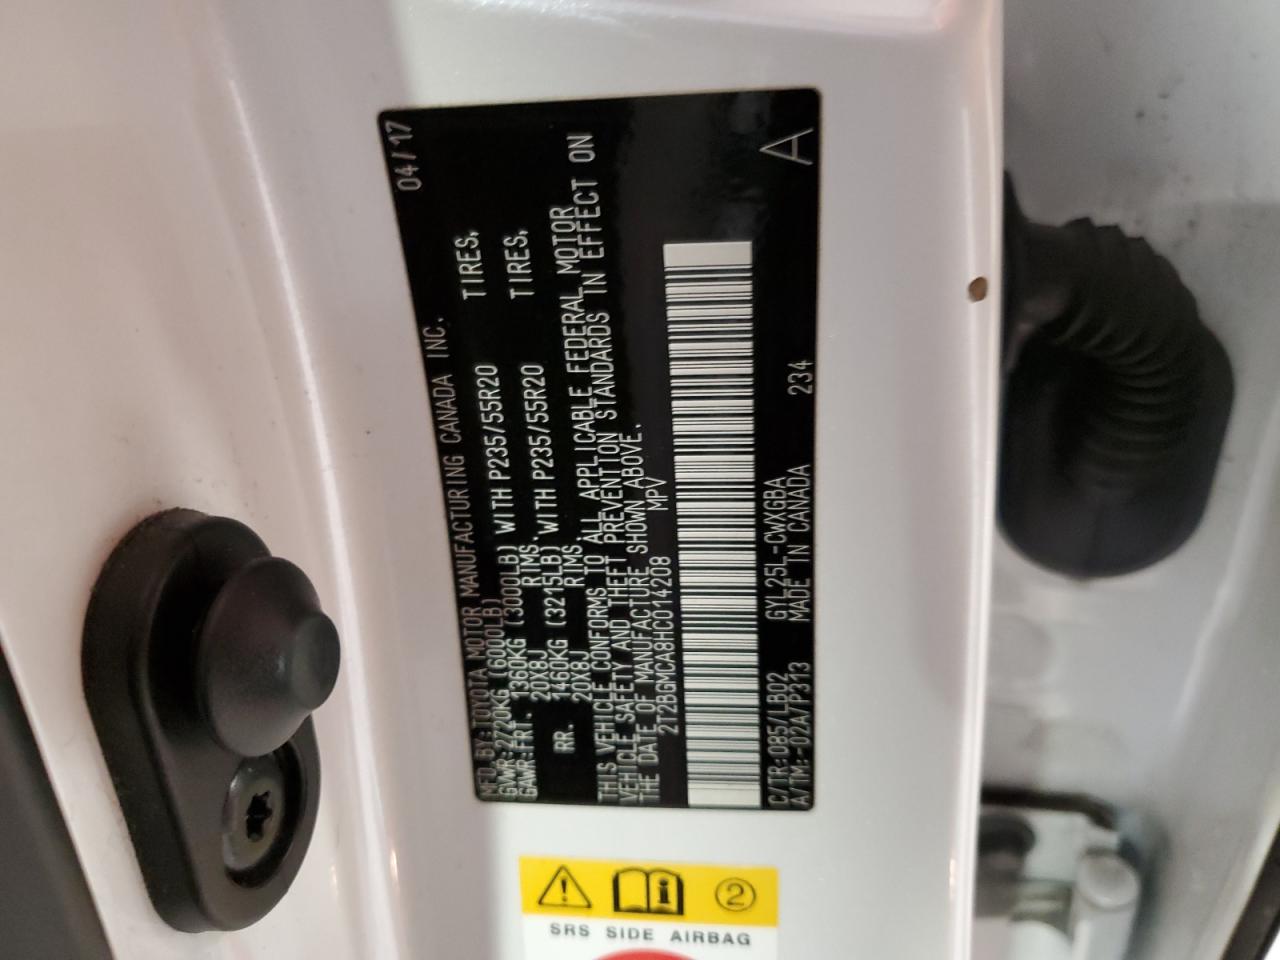 MFD.BY:TOYOTA MOTOR MANUFACTURING CANADA INC. 04/17
GVWR:2720KG (6000LB)
GAWR:FRT. 1360KG (3000LB) WITH P235/55R20 TIRES,
20X8J RIMS.
RR. 1460KG (3215LB) WITH P235/55R20 TIRES,
20X8J RIMS.
THIS VEHICLE CONFORMS TO ALL APPLICABLE FEDERAL MOTOR
VEHICLE SAFETY AND THEFT PREVENTION STANDARDS IN EFFECT ON
THE DATE OF MANUFACTURE SHOWN ABOVE.
2T2BGMCA8HC014208 MPV
C/TR:085/LB02 GYL25L-CWXGBA
A/TM:-02A/P313 MADE IN CANADA 234 A
2
SRS SIDE AIRBAG